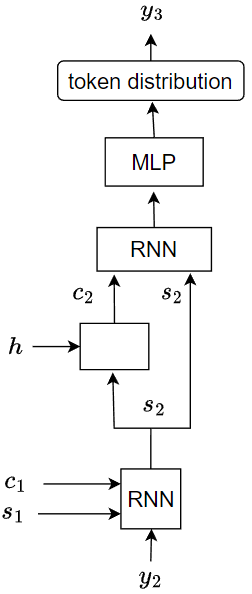 y₃
token distribution
MLP
RNN
c₂ s₂
h
s₂
c₁
RNN
s₁
y₂